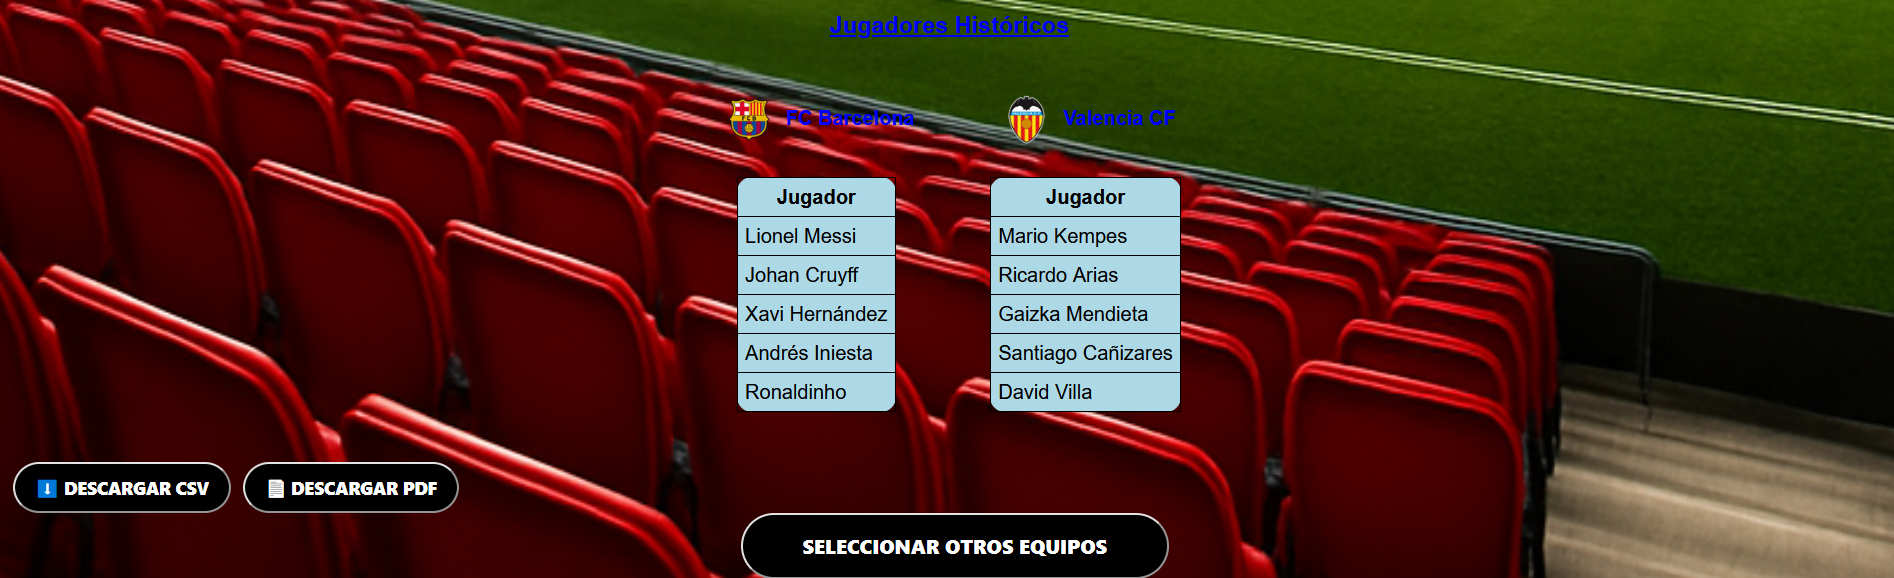 Jugadores Históricos
FC Barcelona
Valencia CF
Jugador
Lionel Messi
Johan Cruyff
Xavi Hernández
Andrés Iniesta
Ronaldinho
Jugador
Mario Kempes
Ricardo Arias
Gaizka Mendieta
Santiago Cañizares
David Villa
⬇️ DESCARGAR CSV
📄 DESCARGAR PDF
SELECCIONAR OTROS EQUIPOS